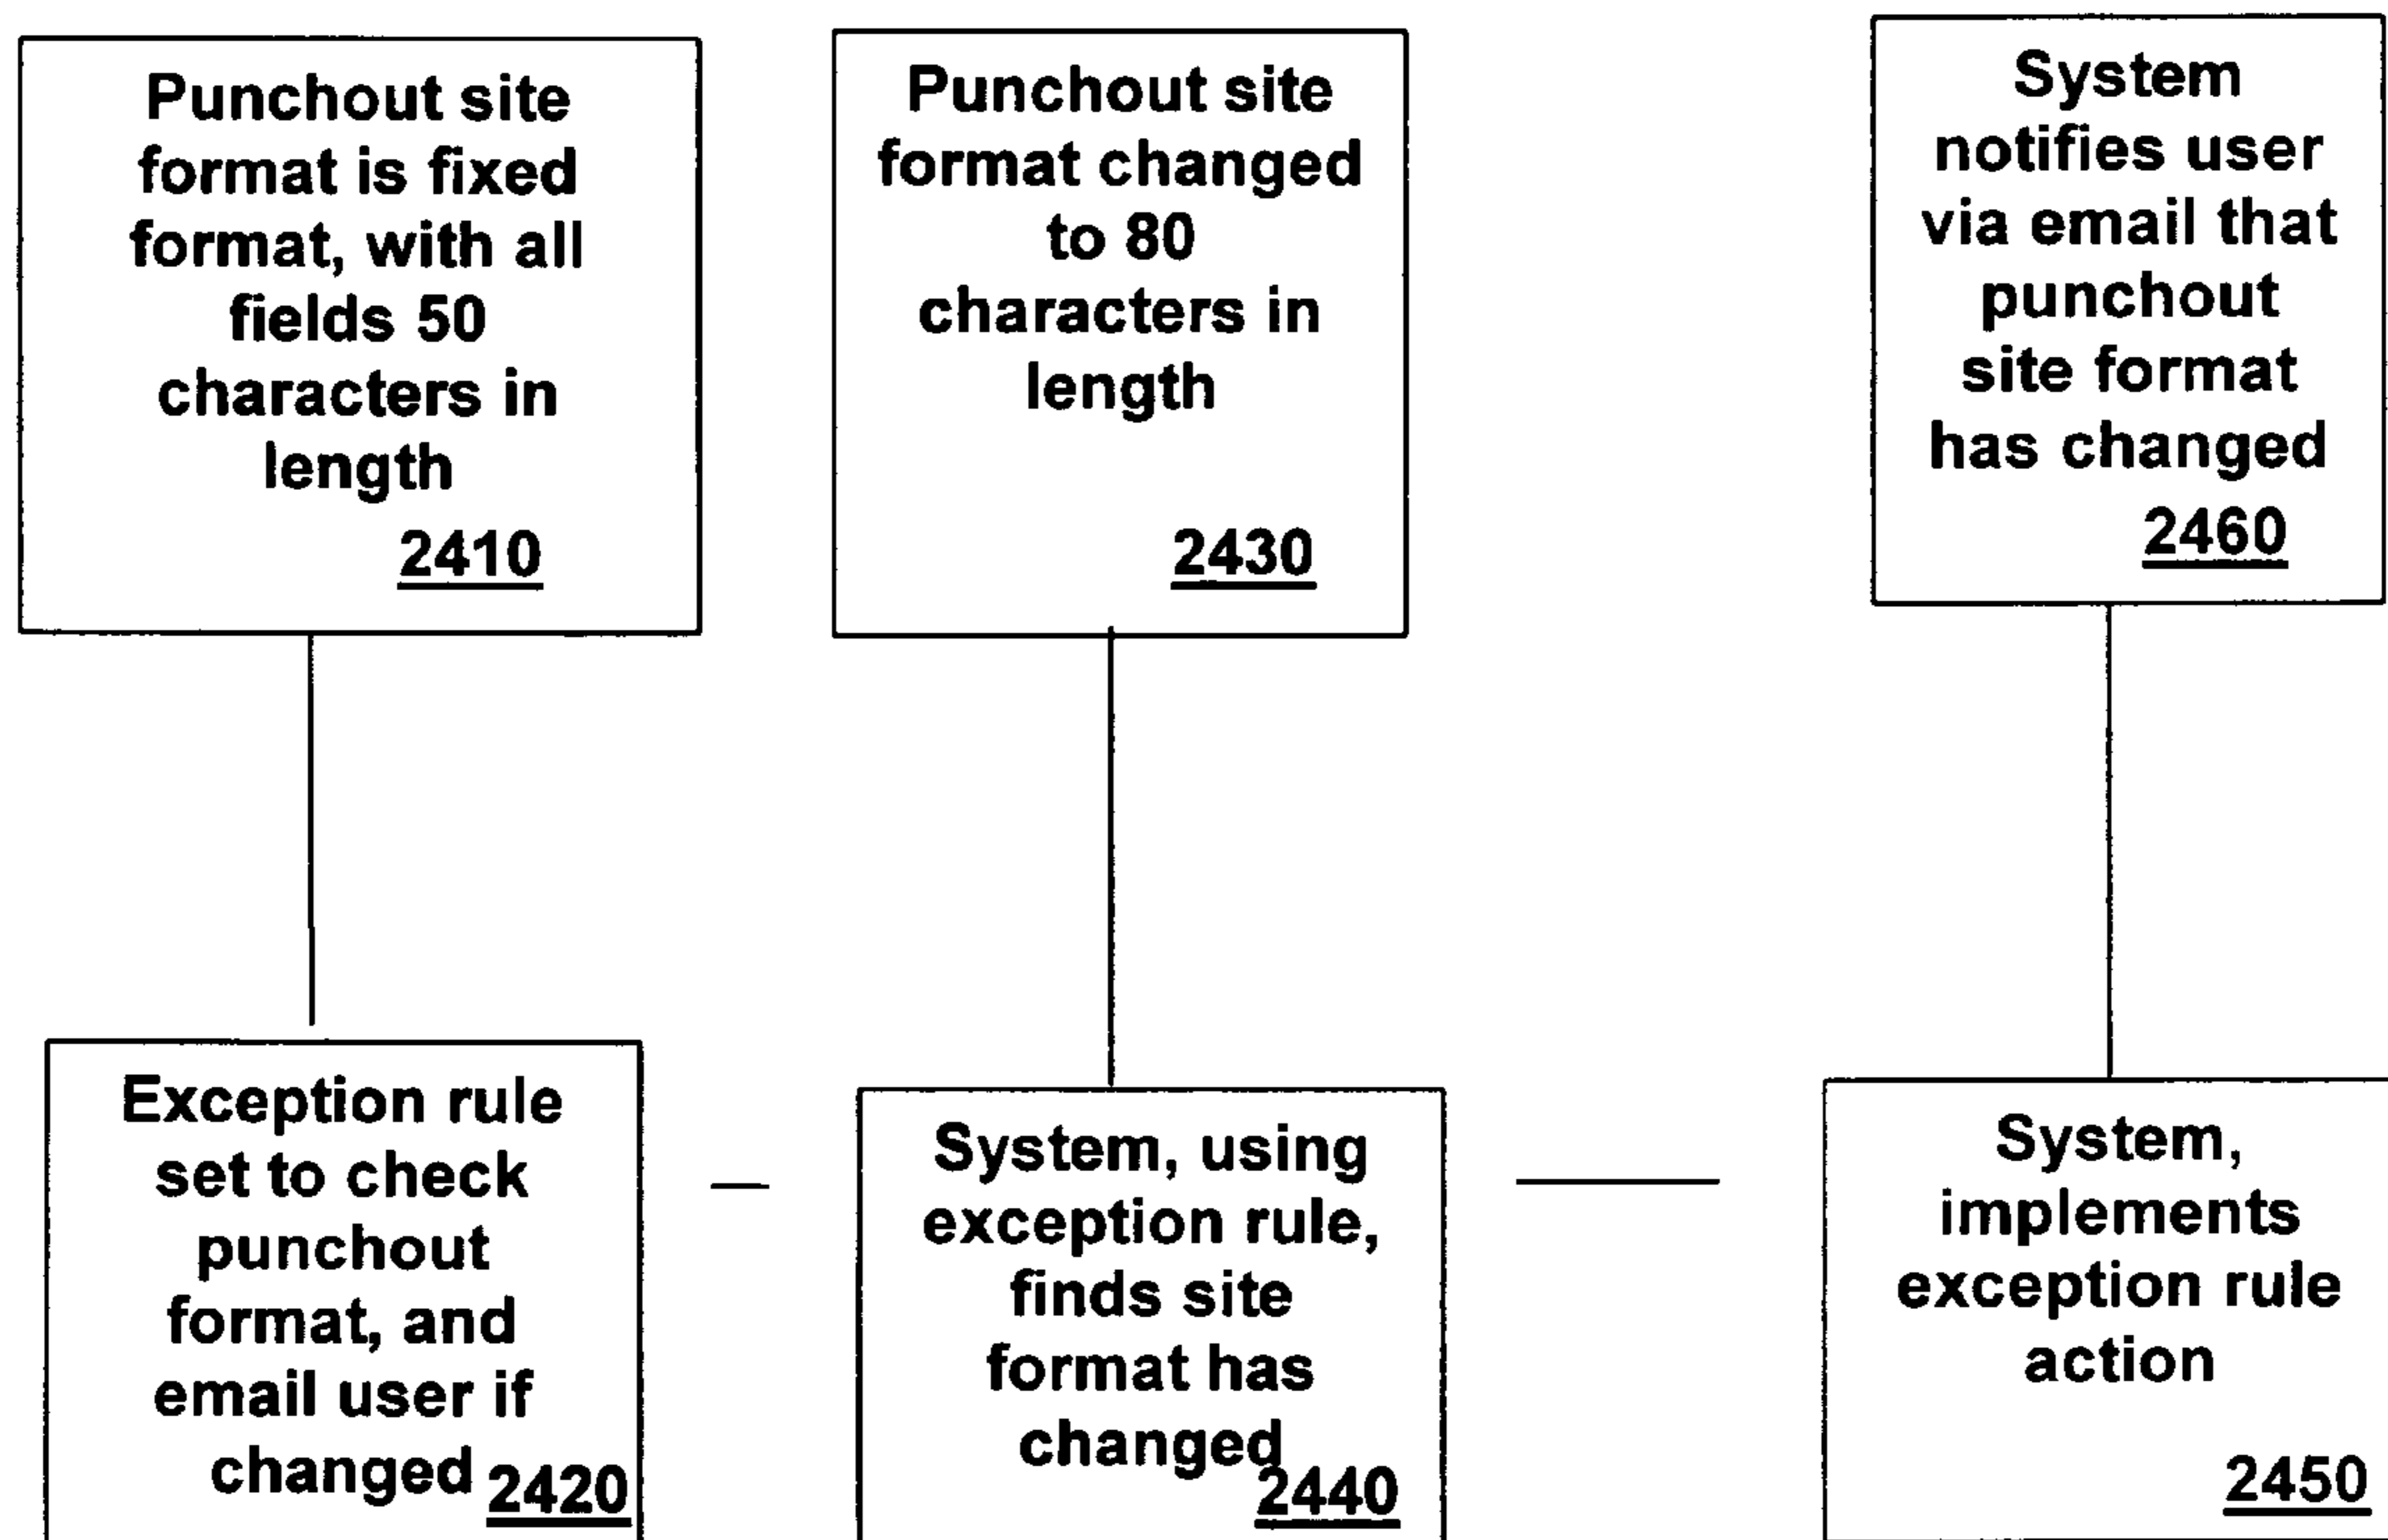 Punchout site
format is fixed
format, with all
fields 50
characters in
length
2410
Punchout site
format changed
to 80
characters in
length
2430
System
notifies user
via email that
punchout
site format
has changed
2460
Exception rule
set to check
punchout
format, and
email user if
changed 2420
System, using
exception rule,
finds site
format has
changed
2440
System,
implements
exception rule
action
2450